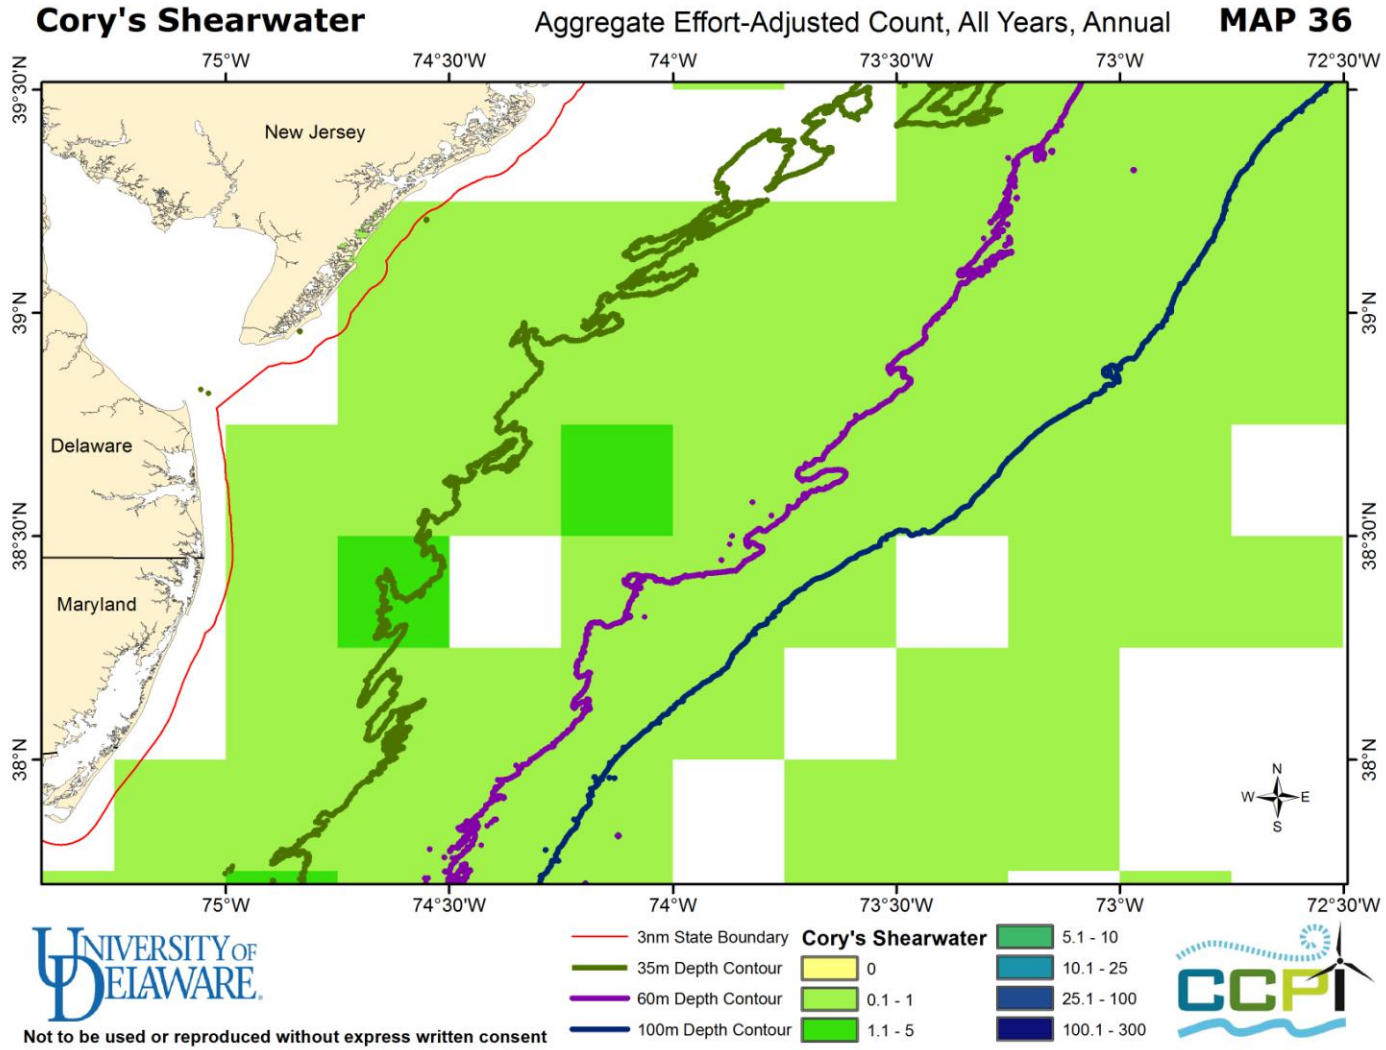 Cory's Shearwater
Aggregate Effort-Adjusted Count, All Years, Annual
MAP 36
75°W 74°30'W 74°W 73°30'W 73°W 72°30'W
39°30'N
39°N
38°30'N
38°N
39°N
38°30'N
38°N
New Jersey
Delaware
Maryland
N
W E
S
75°W 74°30'W 74°W 73°30'W 73°W 72°30'W
UNIVERSITY OF
DELAWARE.
Not to be used or reproduced without express written consent
3nm State Boundary
35m Depth Contour
60m Depth Contour
100m Depth Contour
Cory's Shearwater
0
0.1 - 1
1.1 - 5
5.1 - 10
10.1 - 25
25.1 - 100
100.1 - 300
CCPI